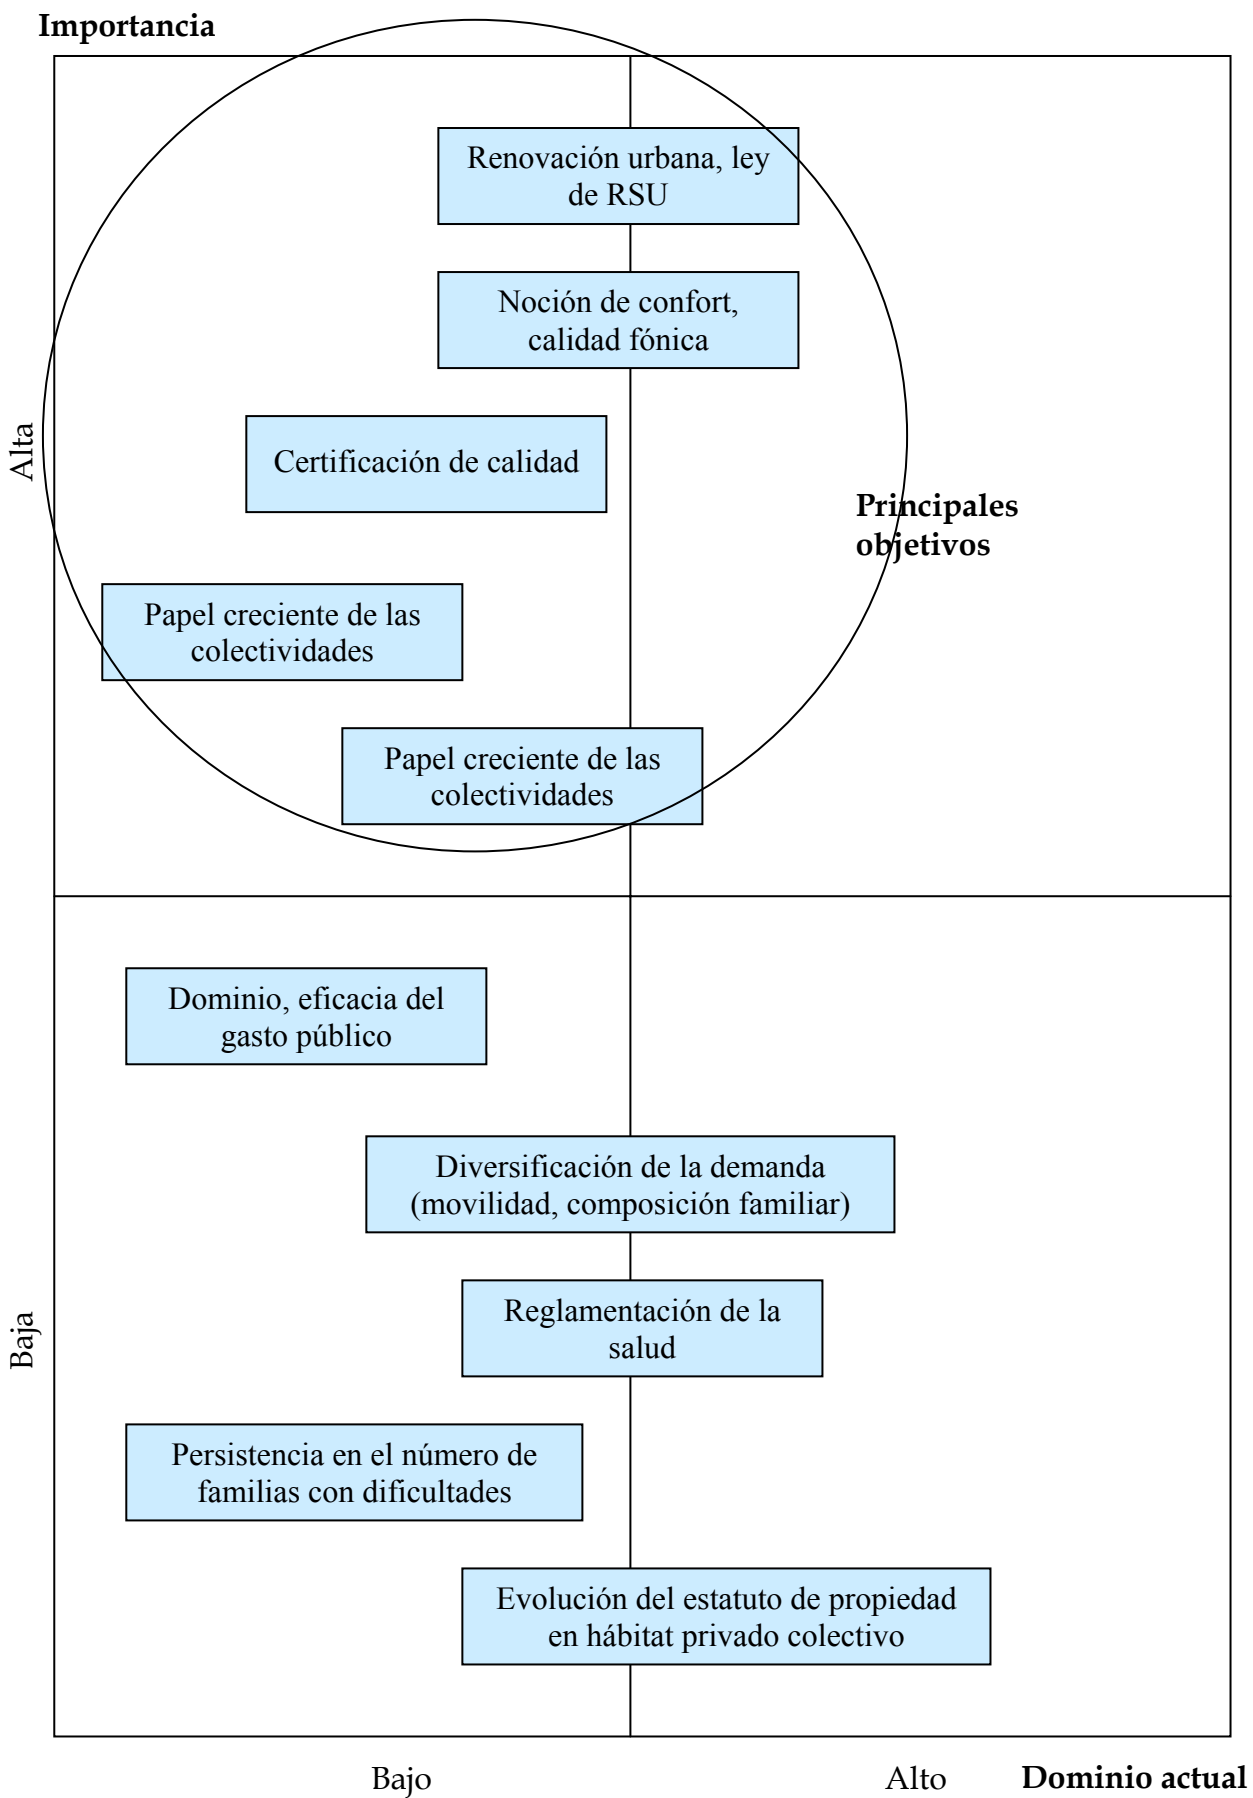 Importancia
Renovación urbana, ley
de RSU
Noción de confort,
calidad fónica
Alta
Certificación de calidad
Principales
objetivos
Papel creciente de las
colectividades
Papel creciente de las
colectividades
Dominio, eficacia del
gasto público
Diversificación de la demanda
(movilidad, composición familiar)
Baja
Reglamentación de la
salud
Persistencia en el número de
familias con dificultades
Evolución del estatuto de propiedad
en hábitat privado colectivo
Bajo
Alto
Dominio actual